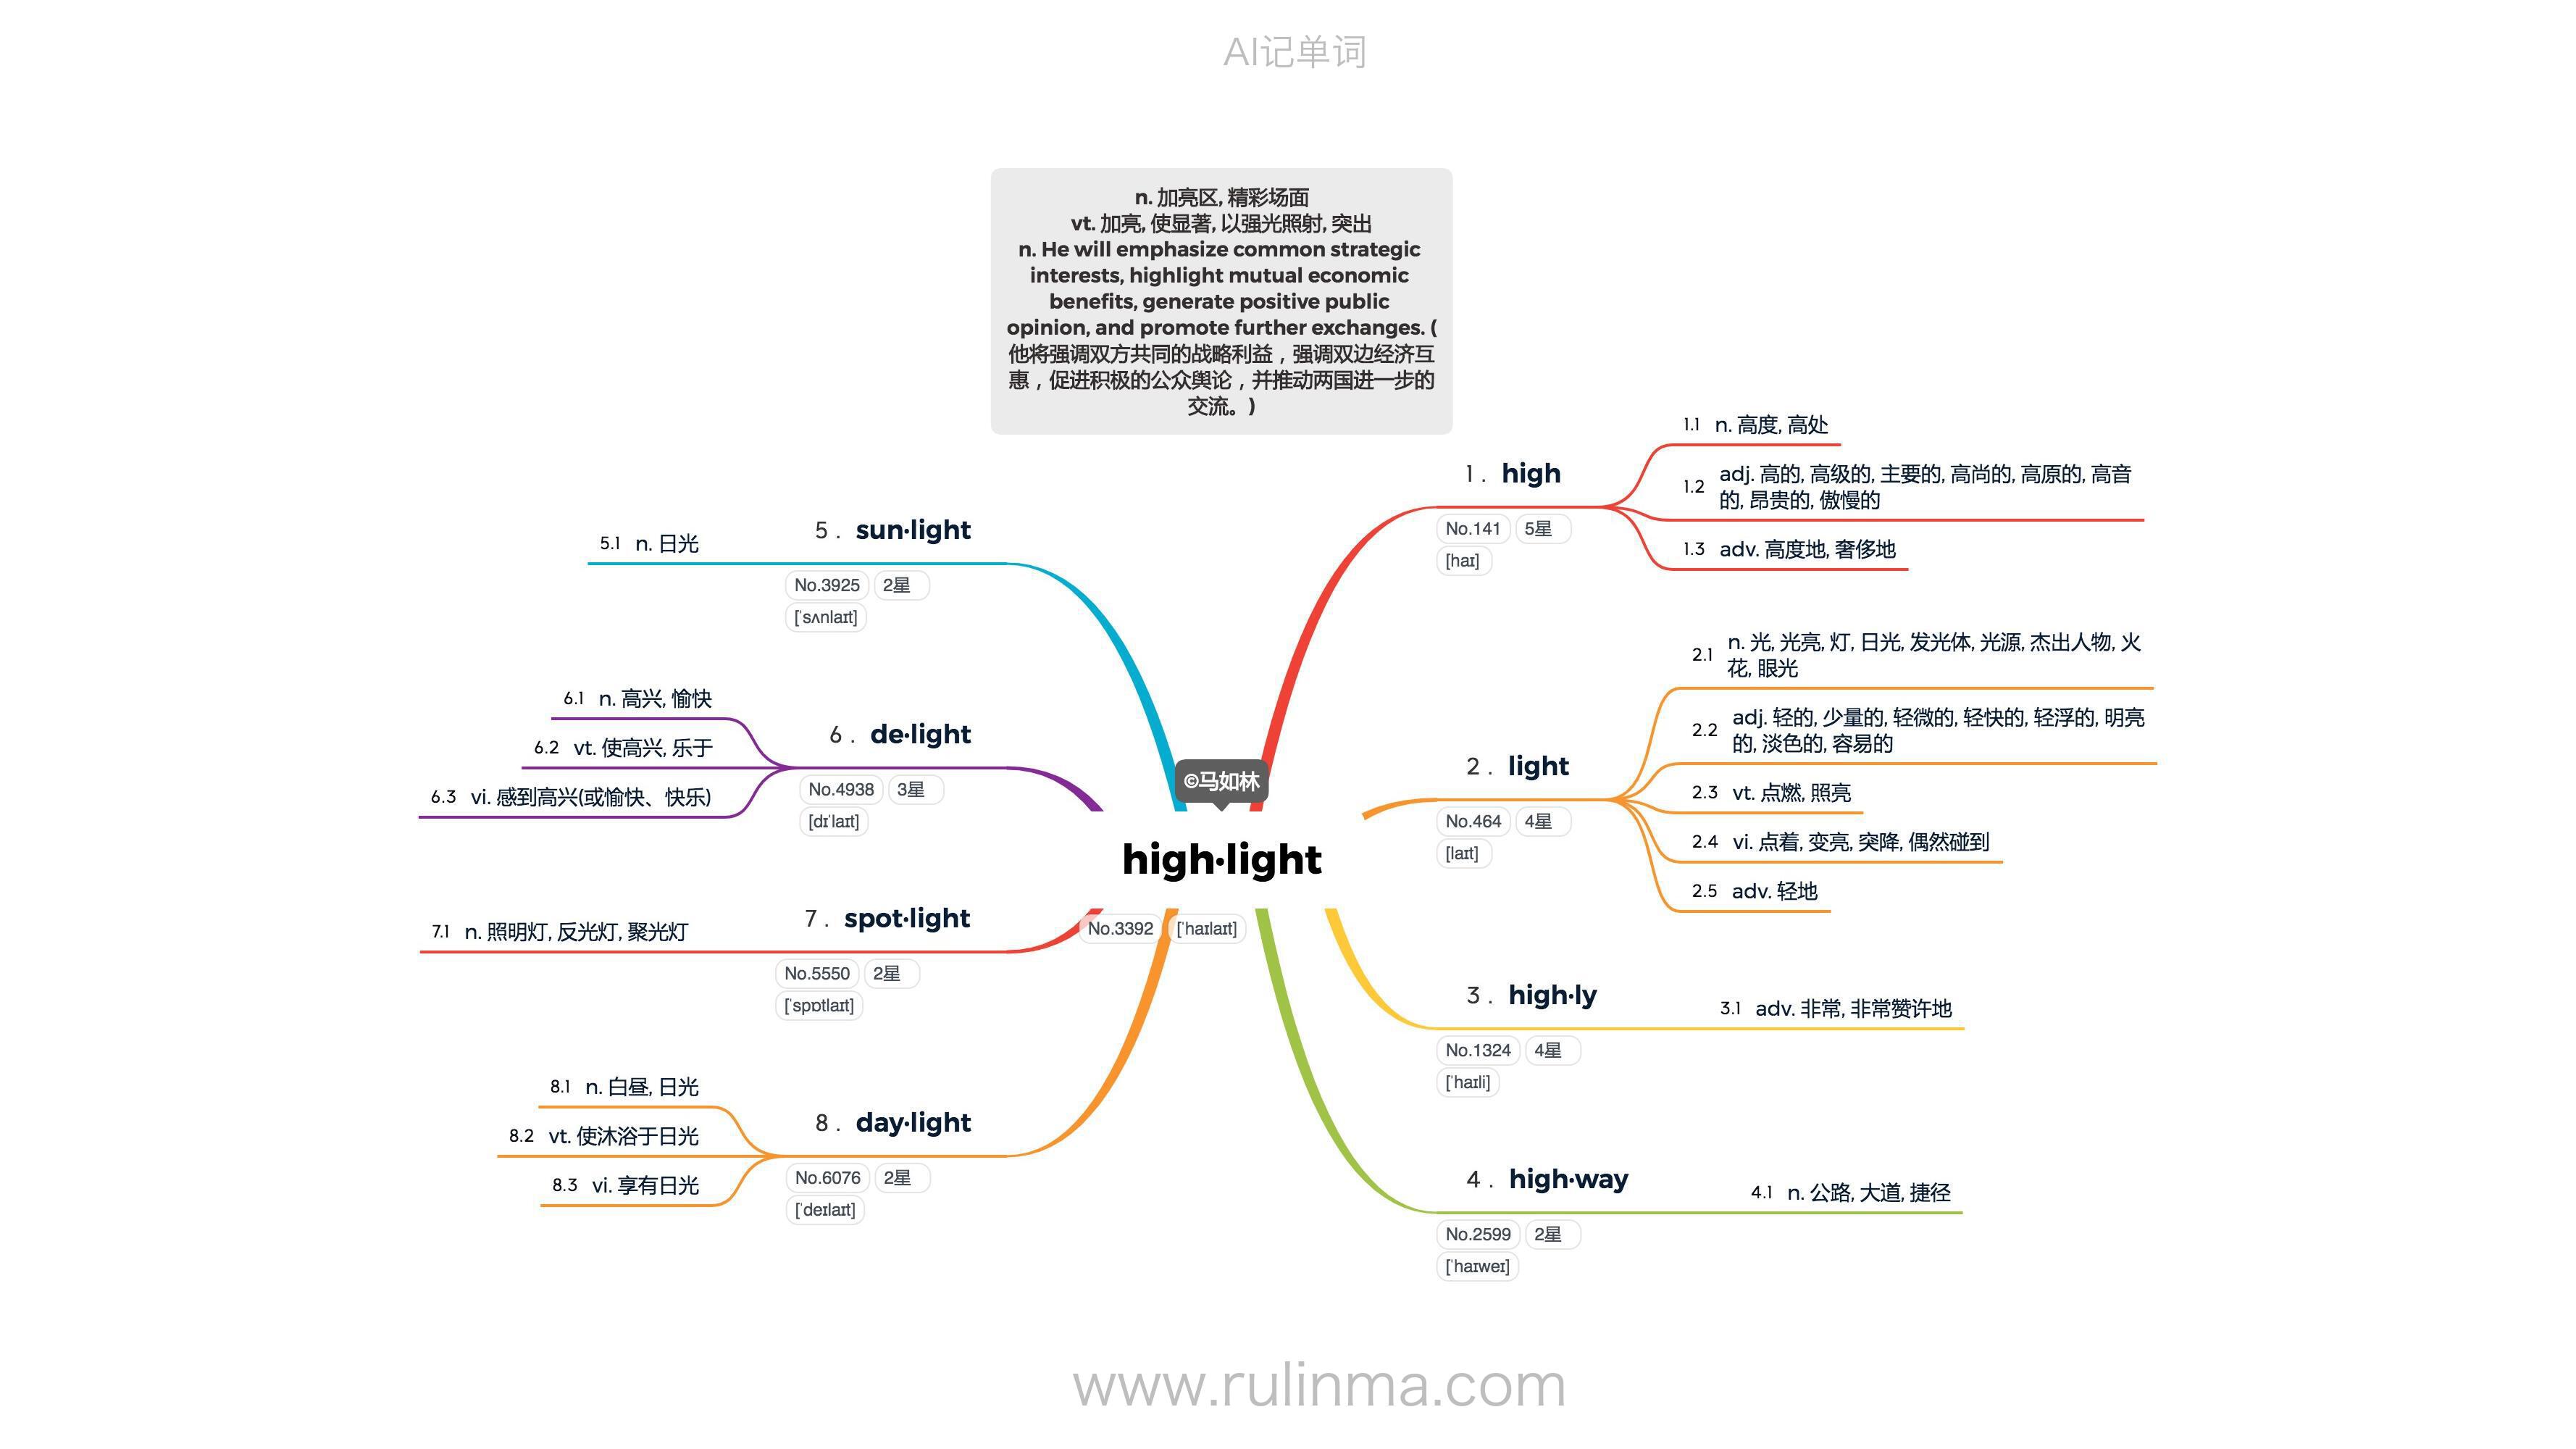 AI记单词
n. 加亮区, 精彩场面
vt. 加亮, 使显著, 以强光照射, 突出
n. He will emphasize common strategic
interests, highlight mutual economic
benefits, generate positive public
opinion, and promote further exchanges. (
他将强调双方共同的战略利益，强调双边经济互
惠，促进积极的公众舆论，并推动两国进一步的
交流。)
©马如林
high·light
No.3392 [ˈhaɪlaɪt]
1 . high
No.141 5星
[haɪ]
1.1 n. 高度, 高处
1.2 adj. 高的, 高级的, 主要的, 高尚的, 高原的, 高音
的, 昂贵的, 傲慢的
1.3 adv. 高度地, 奢侈地
2 . light
No.464 4星
[laɪt]
2.1 n. 光, 光亮, 灯, 日光, 发光体, 光源, 杰出人物, 火
花, 眼光
2.2 adj. 轻的, 少量的, 轻微的, 轻快的, 轻浮的, 明亮
的, 淡色的, 容易的
2.3 vt. 点燃, 照亮
2.4 vi. 点着, 变亮, 突降, 偶然碰到
2.5 adv. 轻地
3 . high·ly
No.1324 4星
[ˈhaɪli]
3.1 adv. 非常, 非常赞许地
4 . high·way
No.2599 2星
[ˈhaɪweɪ]
4.1 n. 公路, 大道, 捷径
5 . sun·light
No.3925 2星
[ˈsʌnlaɪt]
5.1 n. 日光
6 . de·light
No.4938 3星
[dɪˈlaɪt]
6.1 n. 高兴, 愉快
6.2 vt. 使高兴, 乐于
6.3 vi. 感到高兴(或愉快、快乐)
7 . spot·light
No.5550 2星
[ˈspɒtlaɪt]
7.1 n. 照明灯, 反光灯, 聚光灯
8 . day·light
No.6076 2星
[ˈdeɪlaɪt]
8.1 n. 白昼, 日光
8.2 vt. 使沐浴于日光
8.3 vi. 享有日光
www.rulinma.com